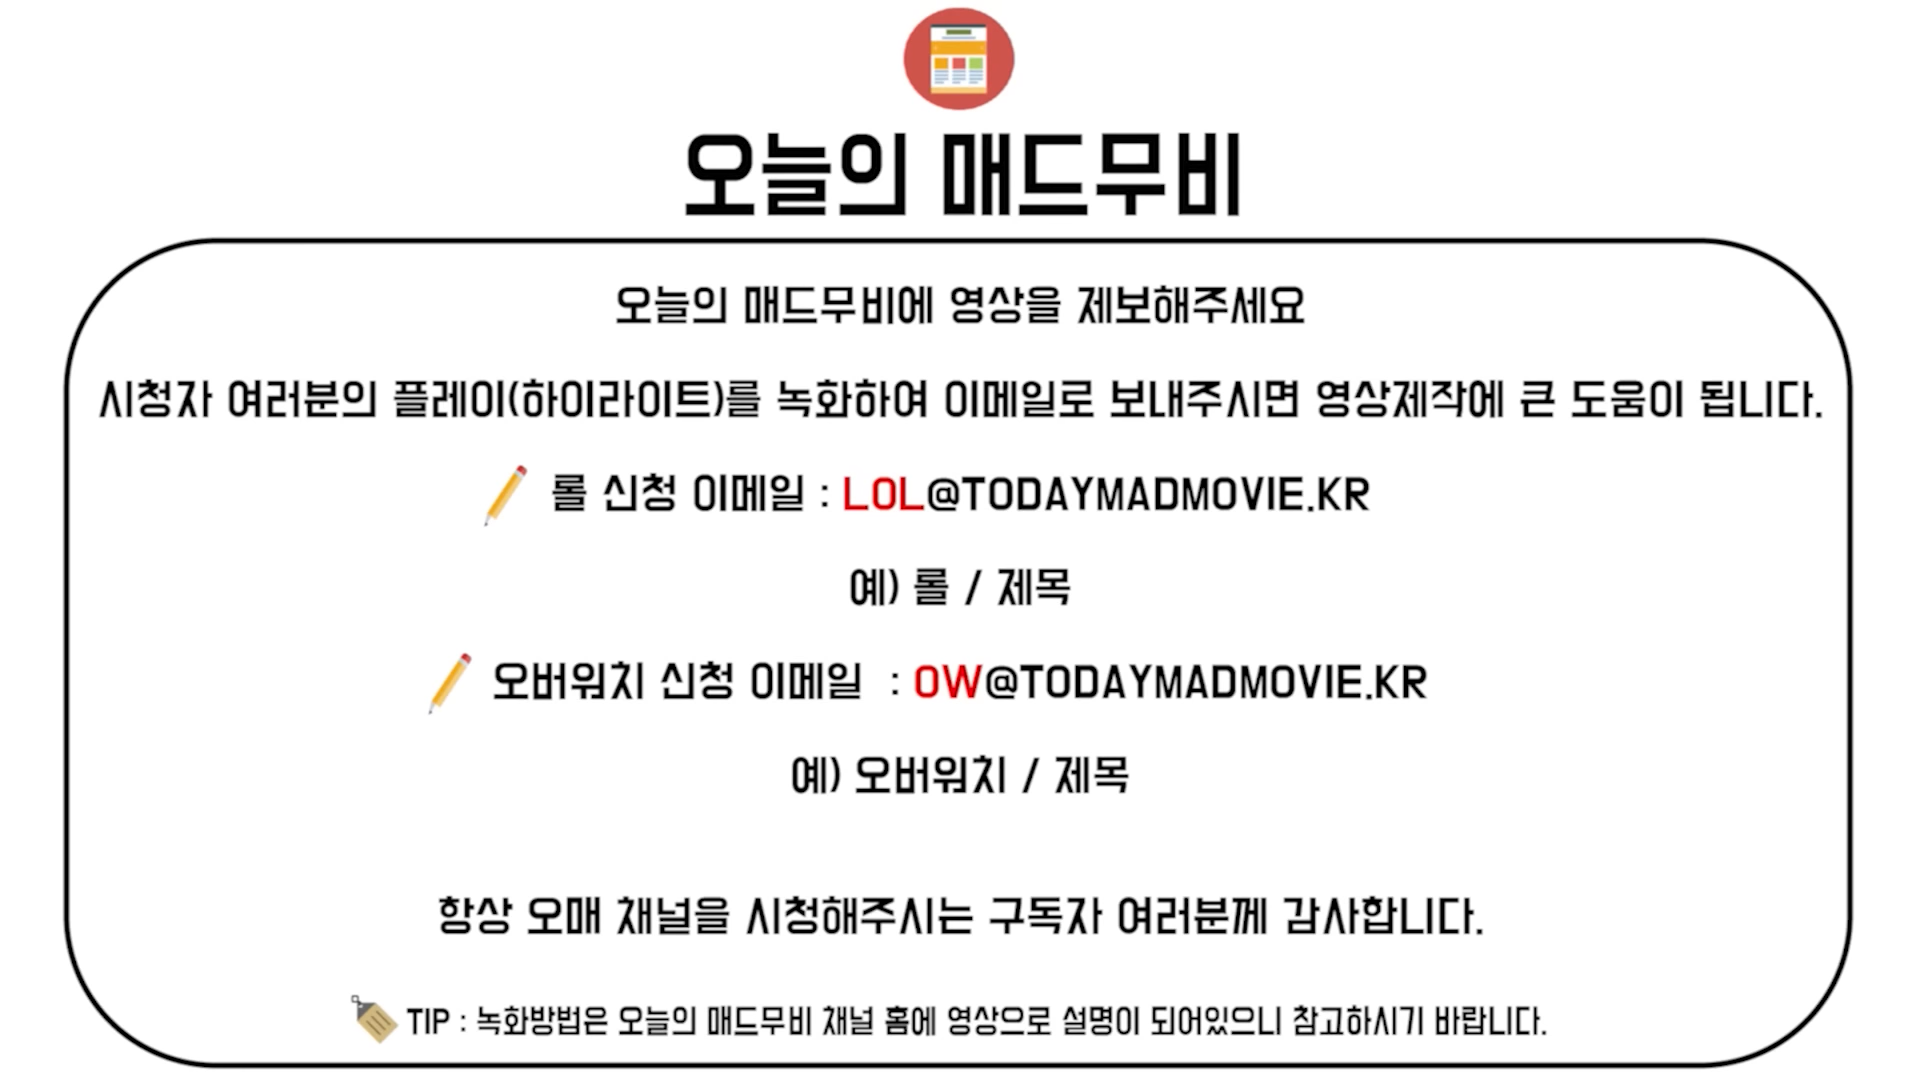 오늘의 매드무비
오늘의 매드무비에 영상을 제보해주세요
시청자 여러분의 플레이(하이라이트)를 녹화하여 이메일로 보내주시면 영상제작에 큰 도움이 됩니다.
롤 신청 이메일 : LOL@TODAYMADMOVIE.KR
예) 롤 / 제목
오버워치 신청 이메일 : OW@TODAYMADMOVIE.KR
예) 오버워치 / 제목
항상 오매 채널을 시청해주시는 구독자 여러분께 감사합니다.
TIP : 녹화방법은 오늘의 매드무비 채널 홈에 영상으로 설명이 되어있으니 참고하시기 바랍니다.